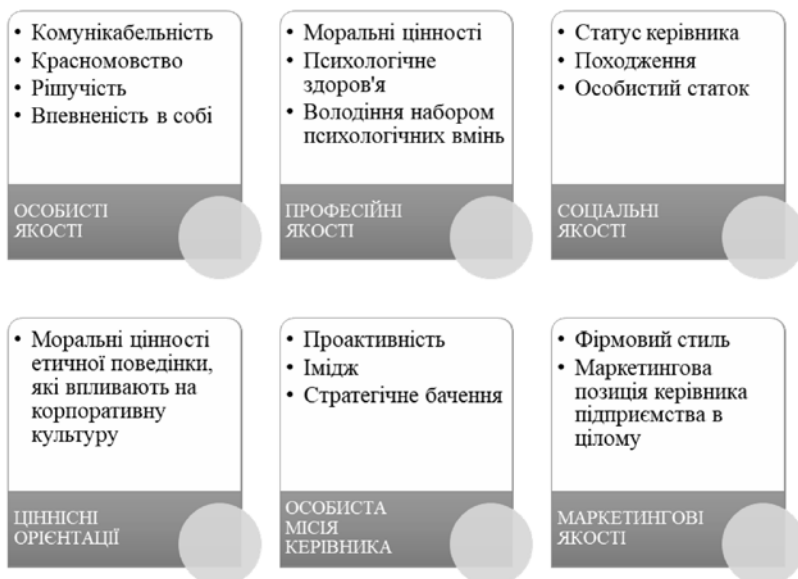 • Комунікабельність
• Красномовство
• Рішучість
• Впевненість в собі
ОСОБИСТІ
ЯКОСТІ
• Моральні цінності
• Психологічне
здоров'я
• Володіння набором
психологічних вмінь
ПРОФЕСІЙНІ
ЯКОСТІ
• Статус керівника
• Походження
• Особистий статок
СОЦІАЛЬНІ
ЯКОСТІ
• Моральні цінності
етичної поведінки,
які впливають на
корпоративну
культуру
ЦІННІСНІ
ОРІЄНТАЦІЇ
• Проактивність
• Імідж
• Стратегічне бачення
ОСОБИСТА
МІСІЯ
КЕРІВНИКА
• Фірмовий стиль
• Маркетингова
позиція керівника
підприємства в
цілому
МАРКЕТИНГОВІ
ЯКОСТІ